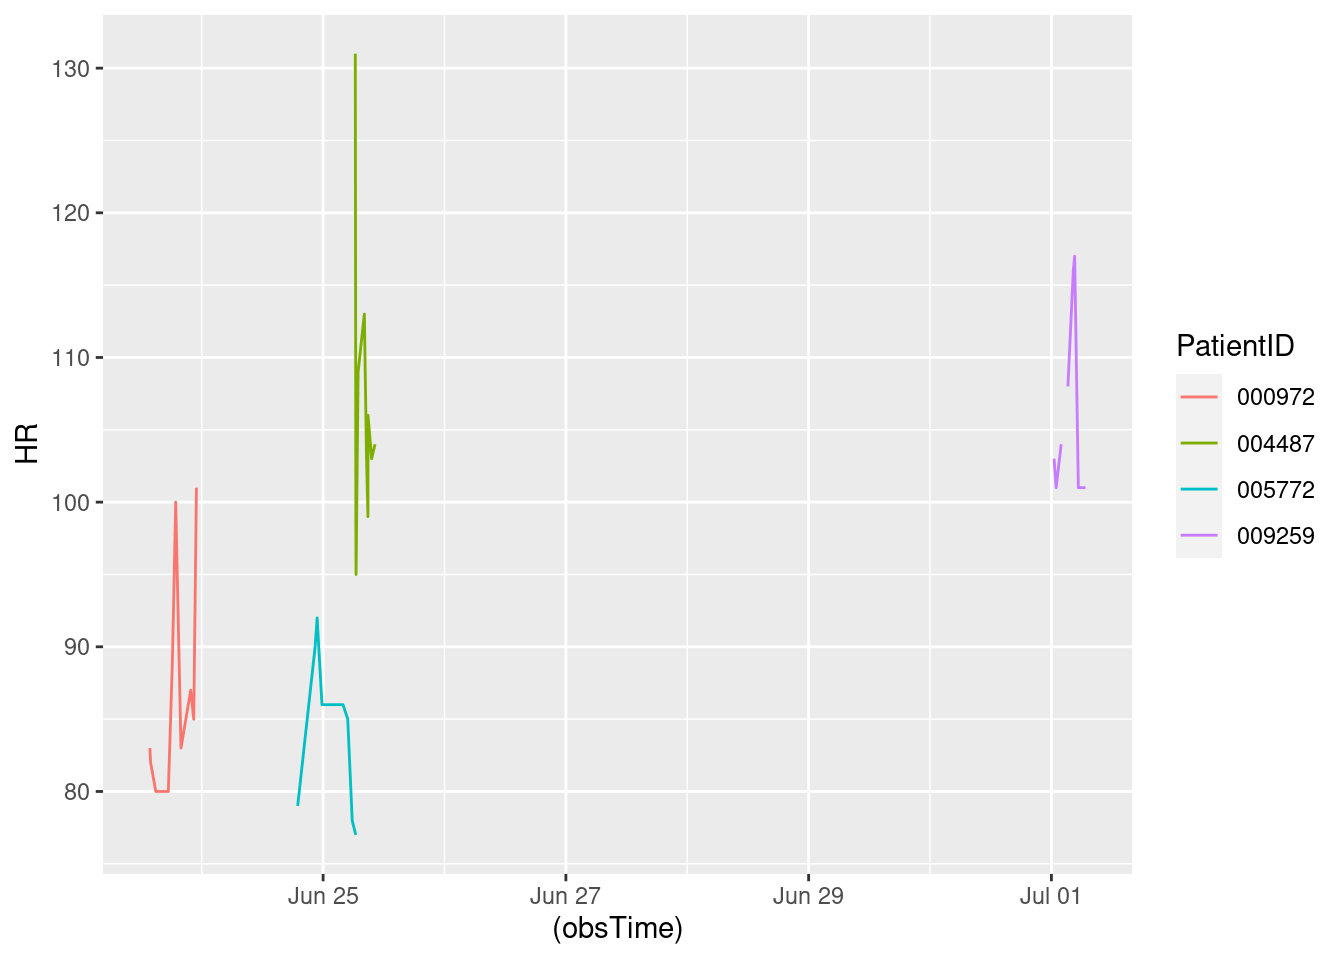 130
120
110
100
90
80
HR
Jun 25
Jun 27
Jun 29
Jul 01
(obsTime)
PatientID
000972
004487
005772
009259